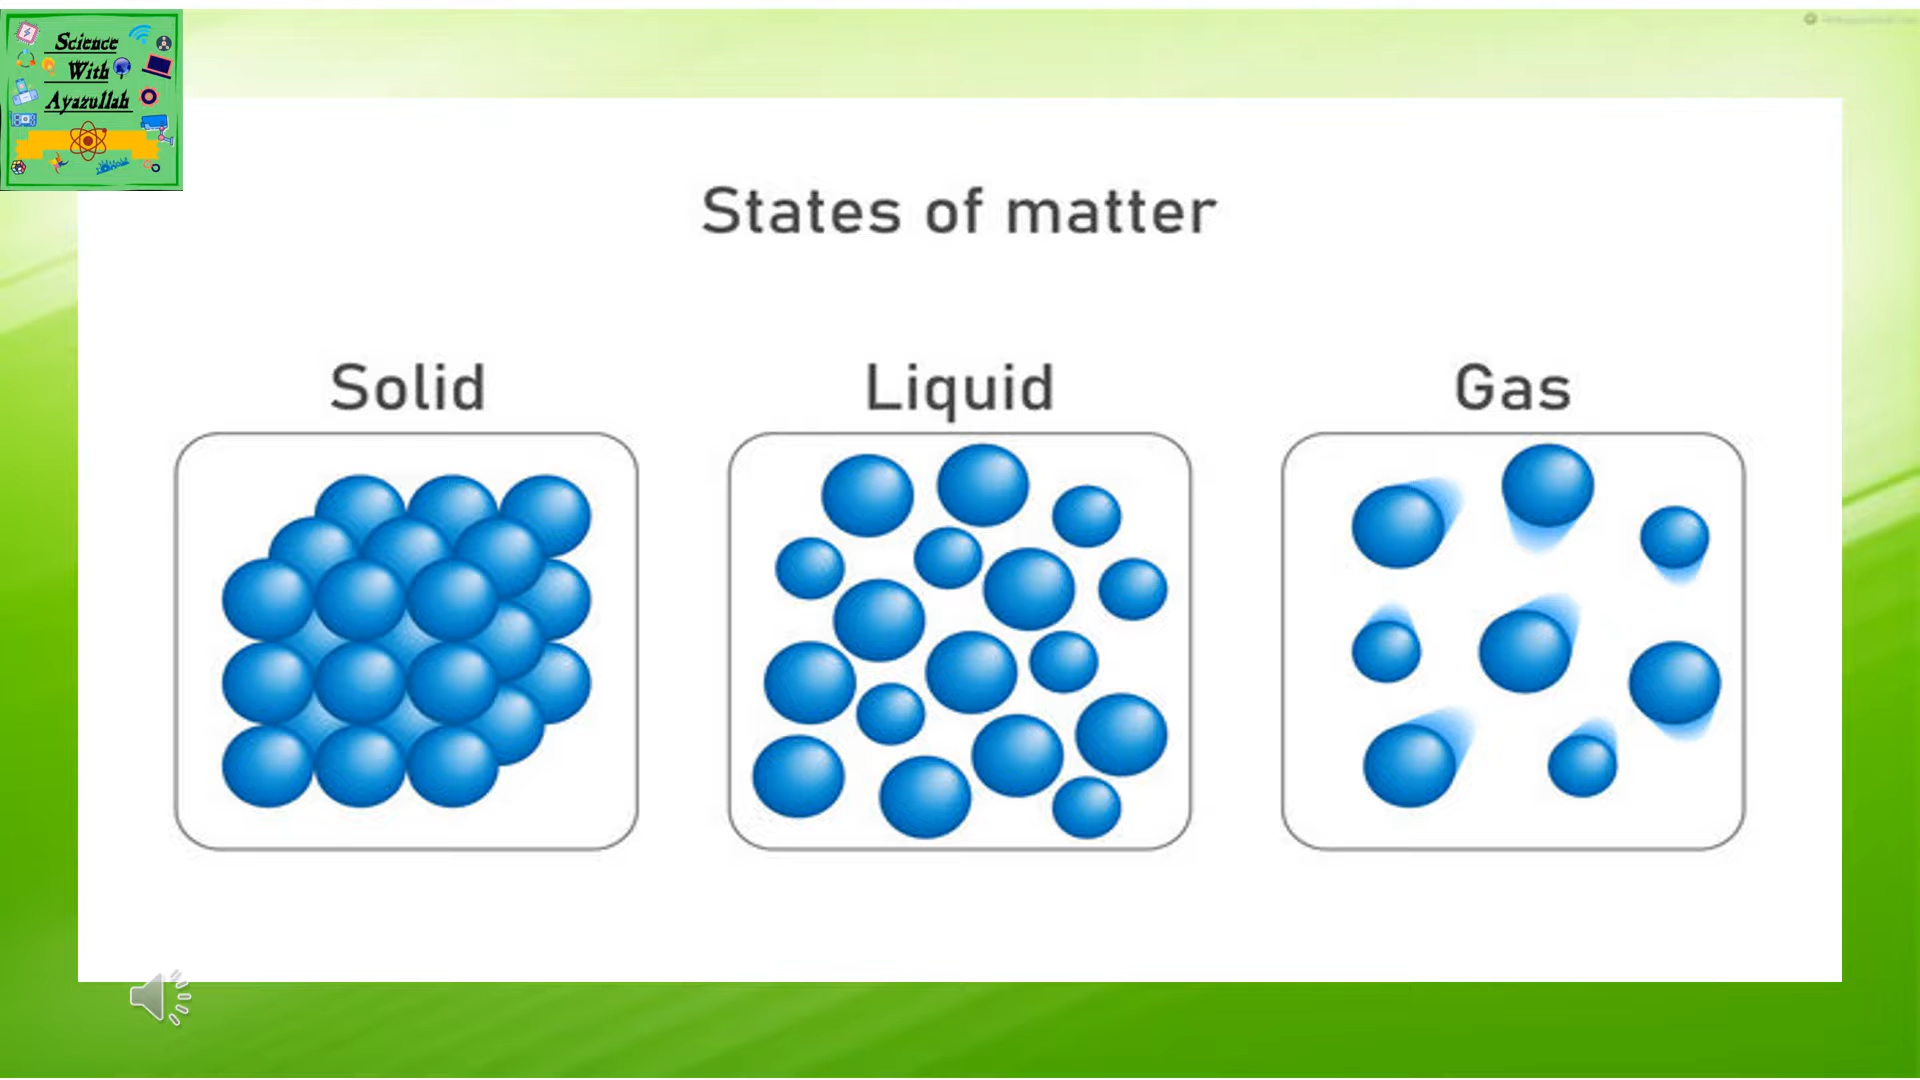 Science
With
Ayazullah
States of matter
Solid
Liquid
Gas